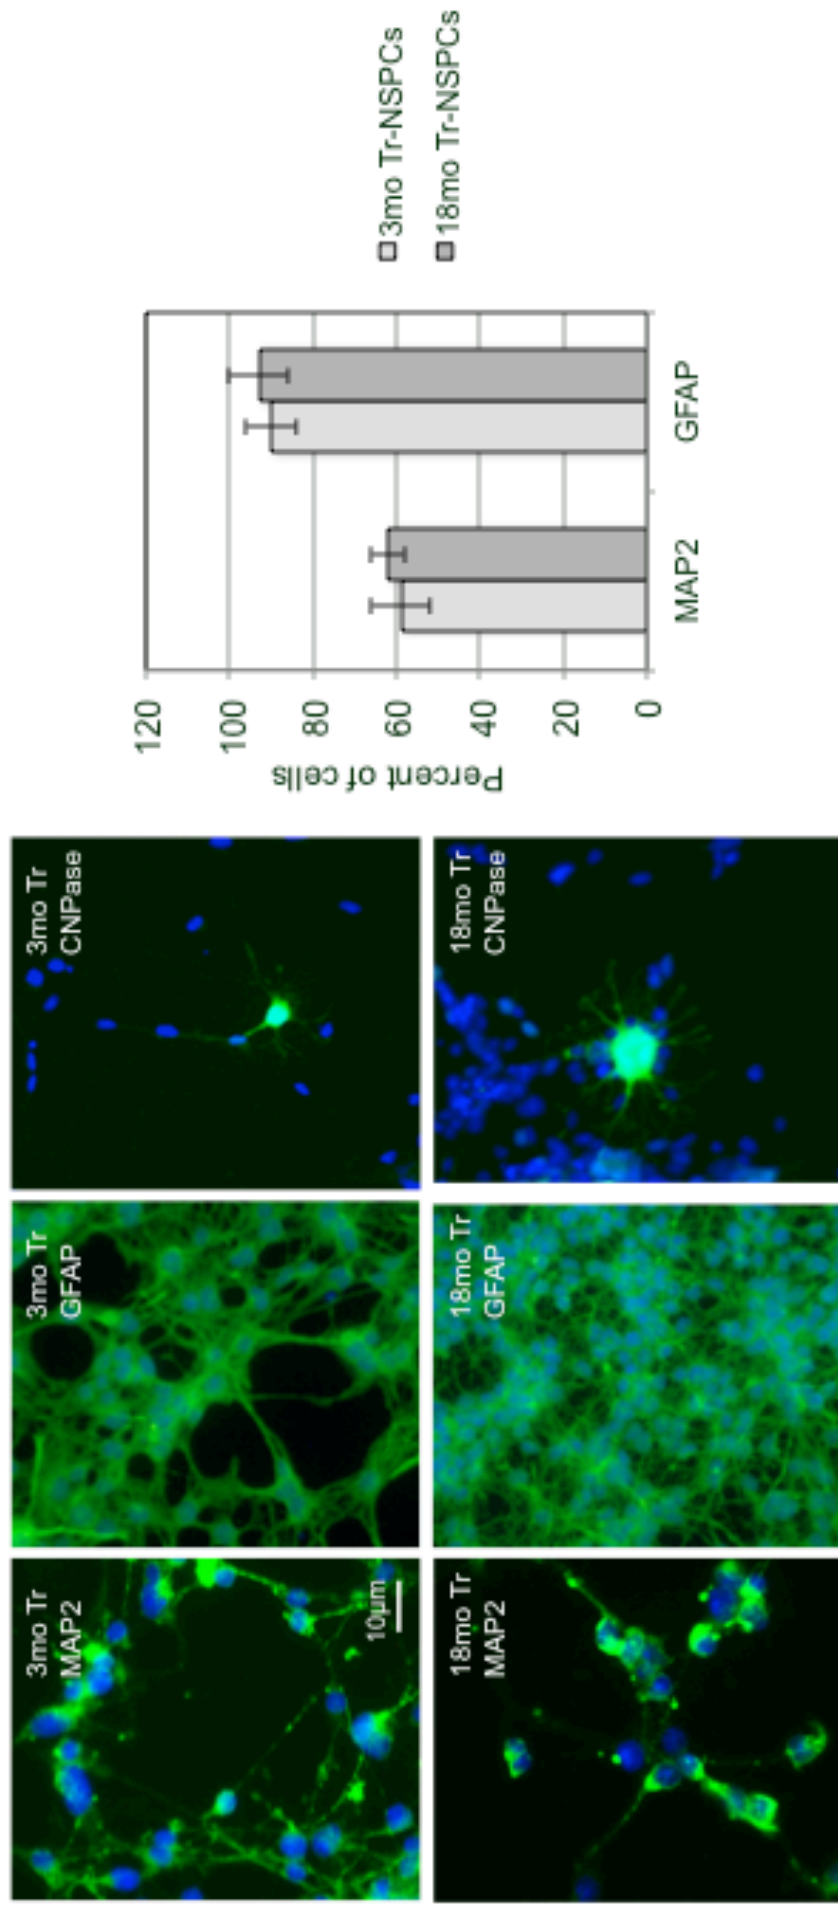 3mo Tr
MAP2
10µm
3mo Tr
GFAP
3mo Tr
CNPase
18mo Tr
MAP2
18mo Tr
GFAP
18mo Tr
CNPase
Percent of cells
120
100
80
60
40
20
0
MAP2
GFAP
3mo Tr-NSPCs
18mo Tr-NSPCs